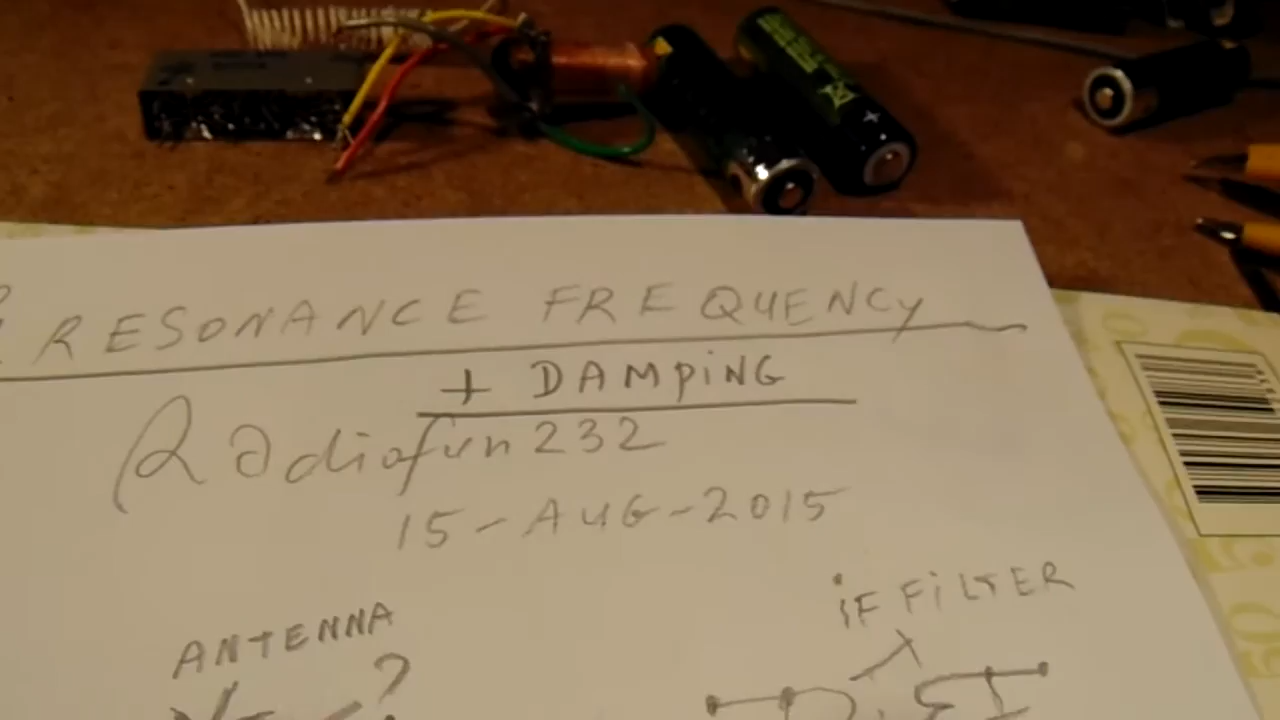 RESONANCE FREQUENCY
+ DAMPiNG
Radiofun232
15-AUG-2015
iF FiLTER
ANTENNA
?